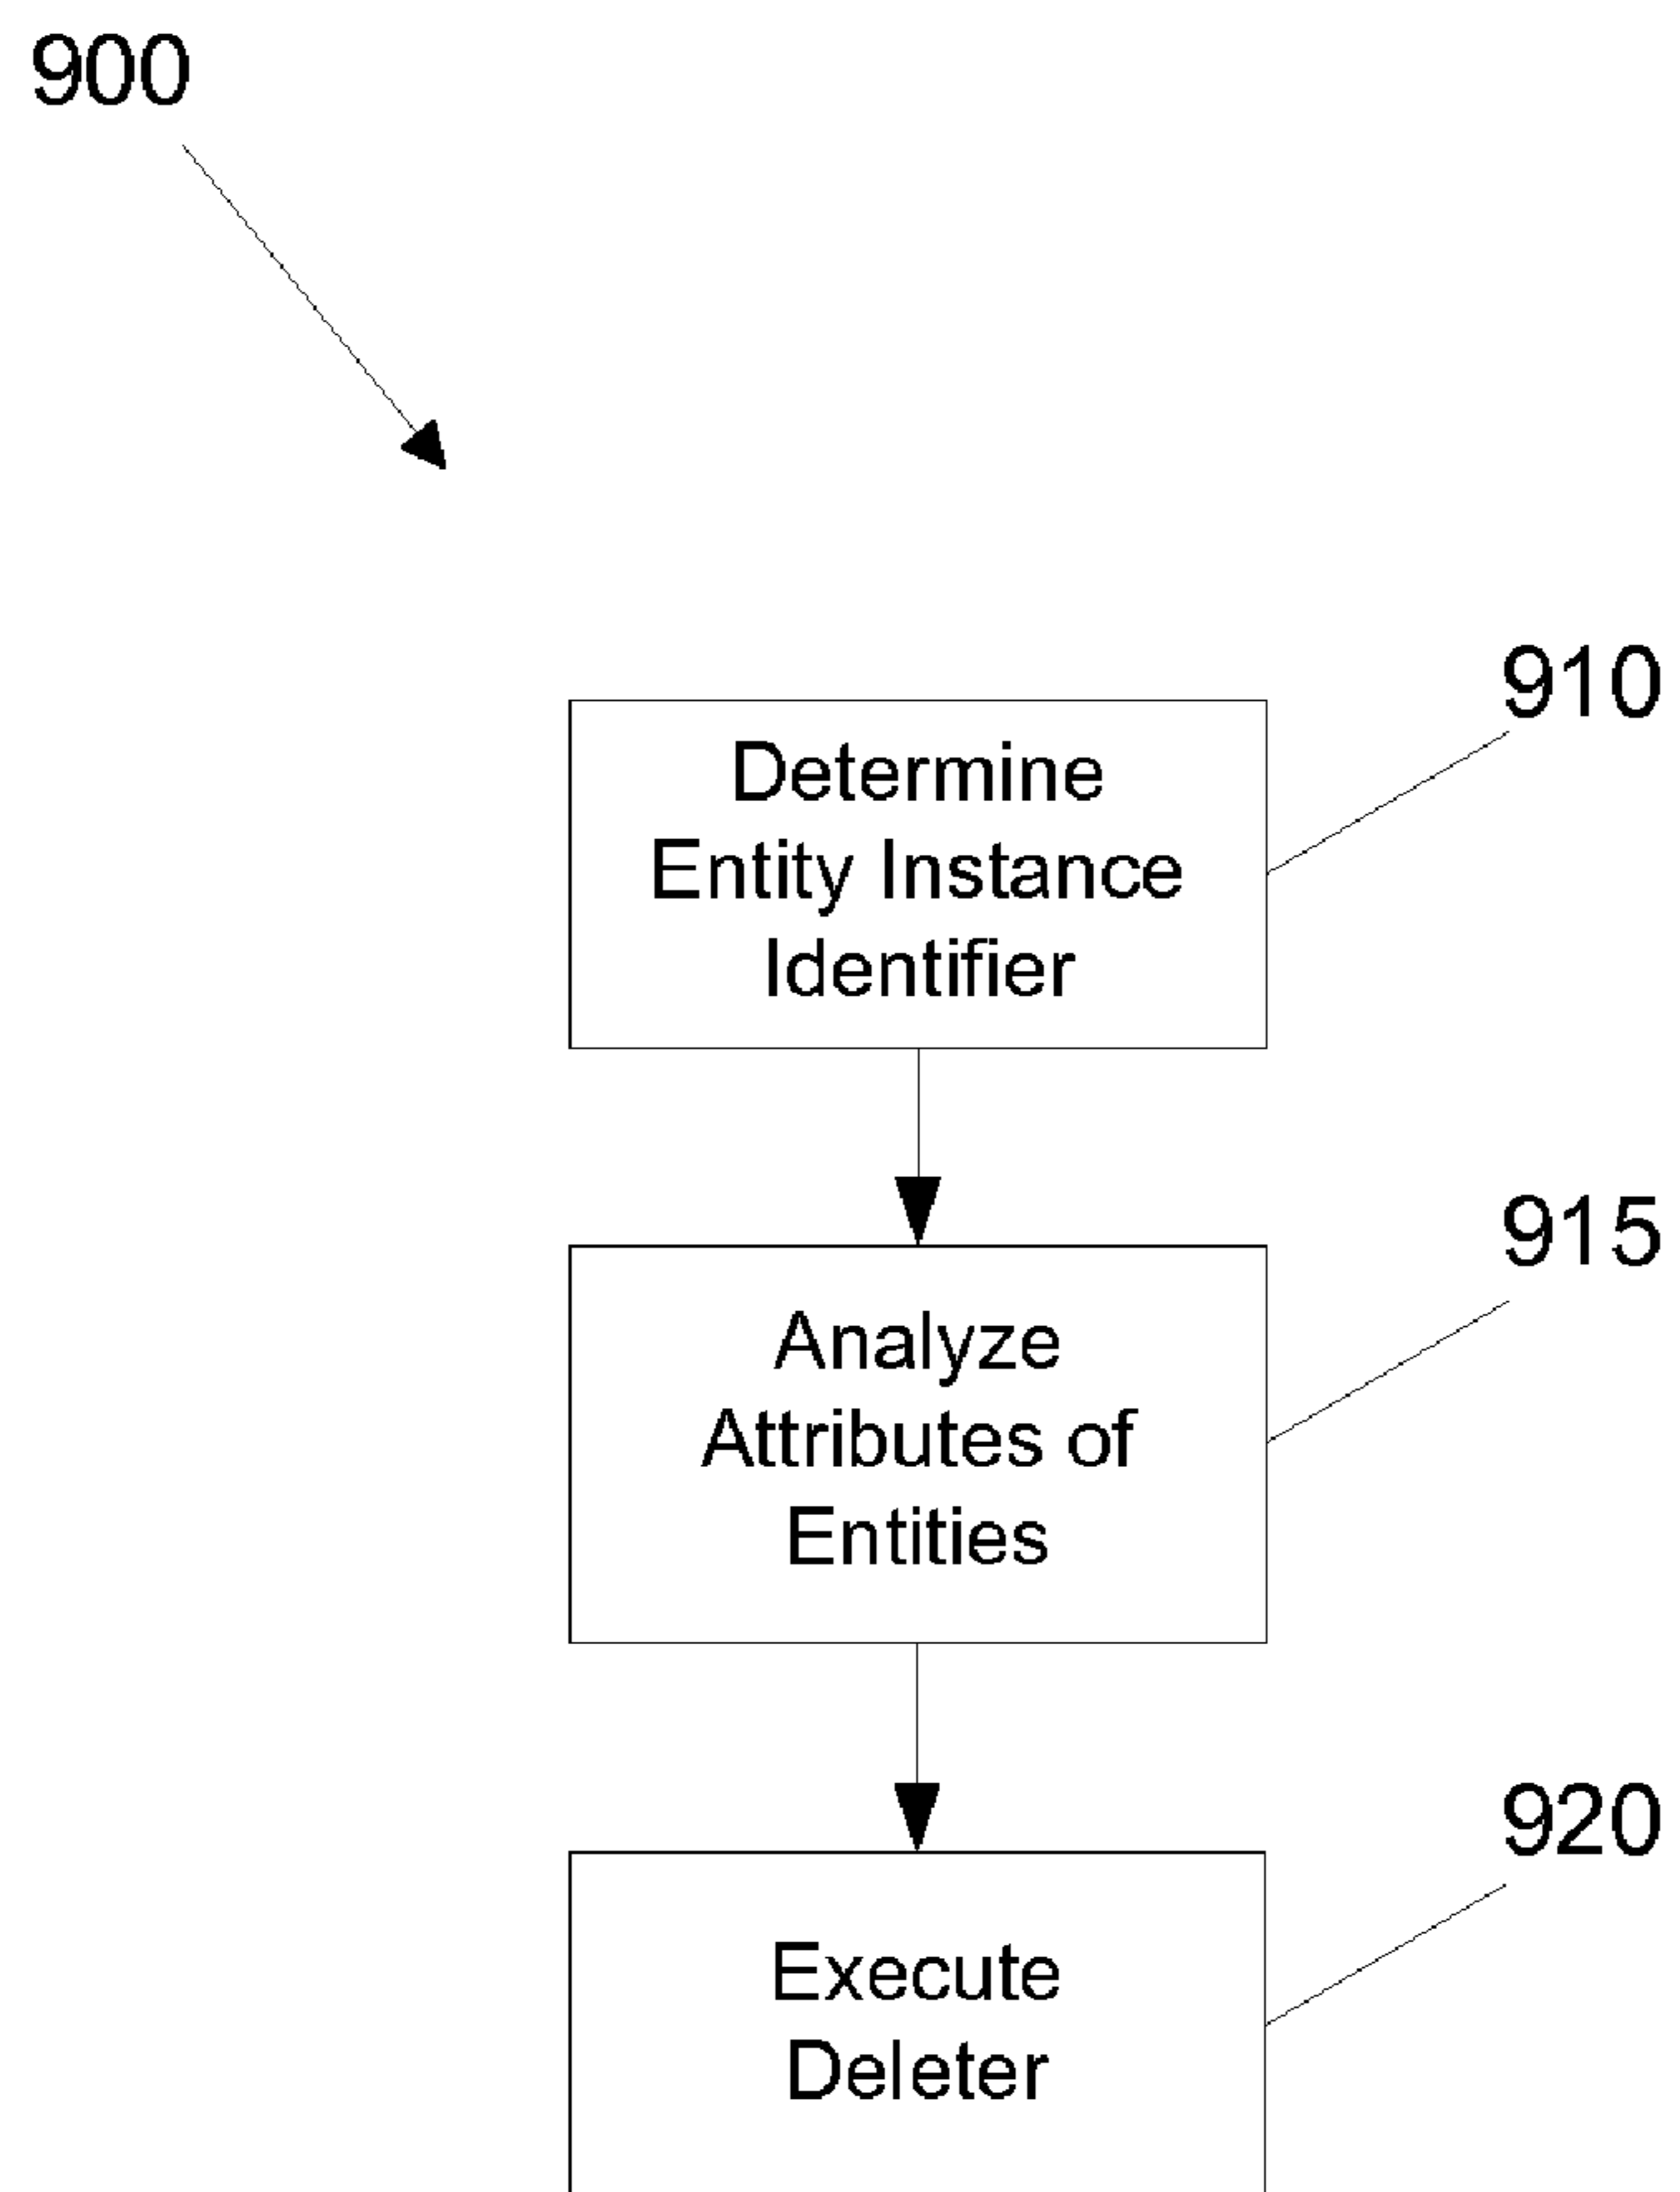 900
910
Determine
Entity Instance
Identifier
915
Analyze
Attributes of
Entities
920
Execute
Deleter